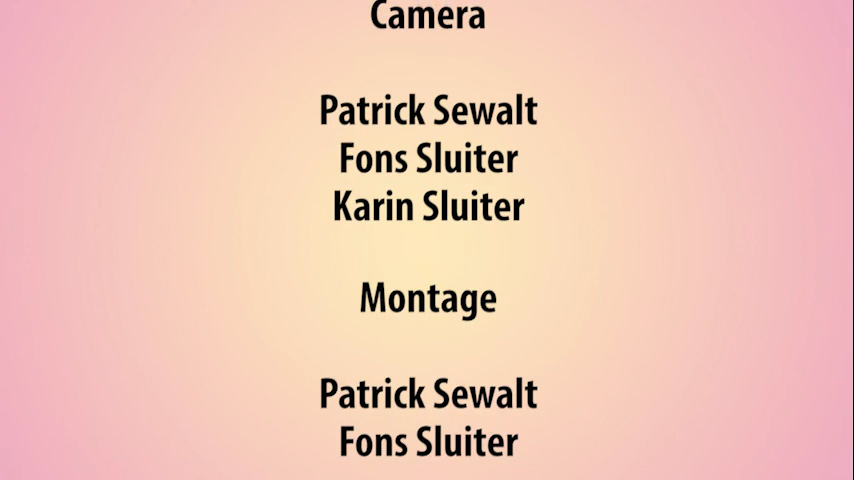 Camera
Patrick Sewalt
Fons Sluiter
Karin Sluiter
Montage
Patrick Sewalt
Fons Sluiter